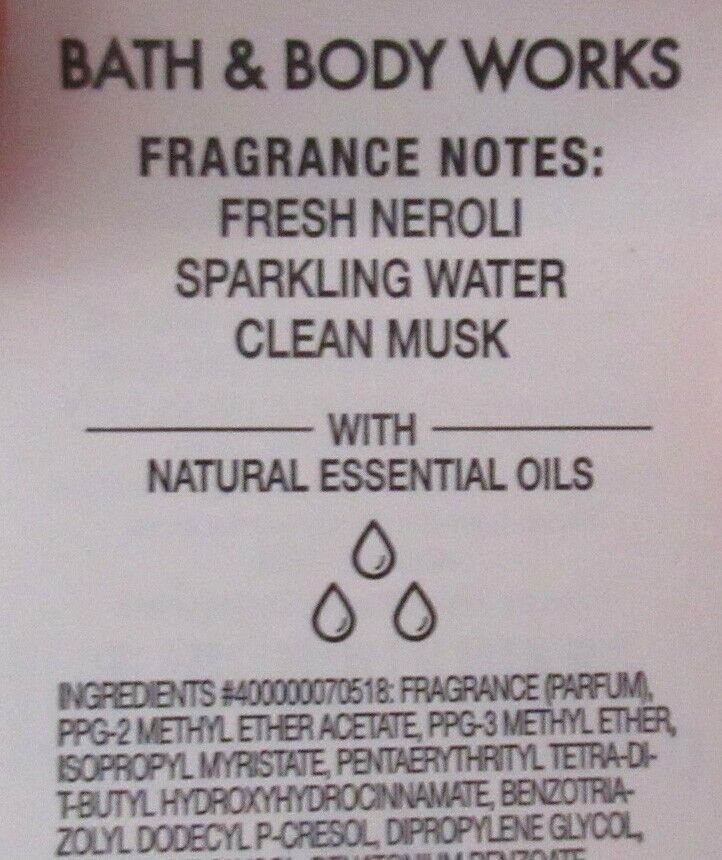 BATH & BODY WORKS
FRAGRANCE NOTES:
FRESH NEROLI
SPARKLING WATER
CLEAN MUSK
WITH
NATURAL ESSENTIAL OILS
INGREDIENTS #400000070518: FRAGRANCE (PARFUM),
PPG-2 METHYL ETHER ACETATE, PPG-3 METHYL ETHER,
ISOPROPYL MYRISTATE, PENTAERYTHRITYL TETRA-DI-
T-BUTYL HYDROXYHYDROCINNAMATE, BENZOTRIA-
ZOLYL DODECYL P-CRESOL, DIPROPYLENE GLYCOL,
DENATONIUM BENZOATE